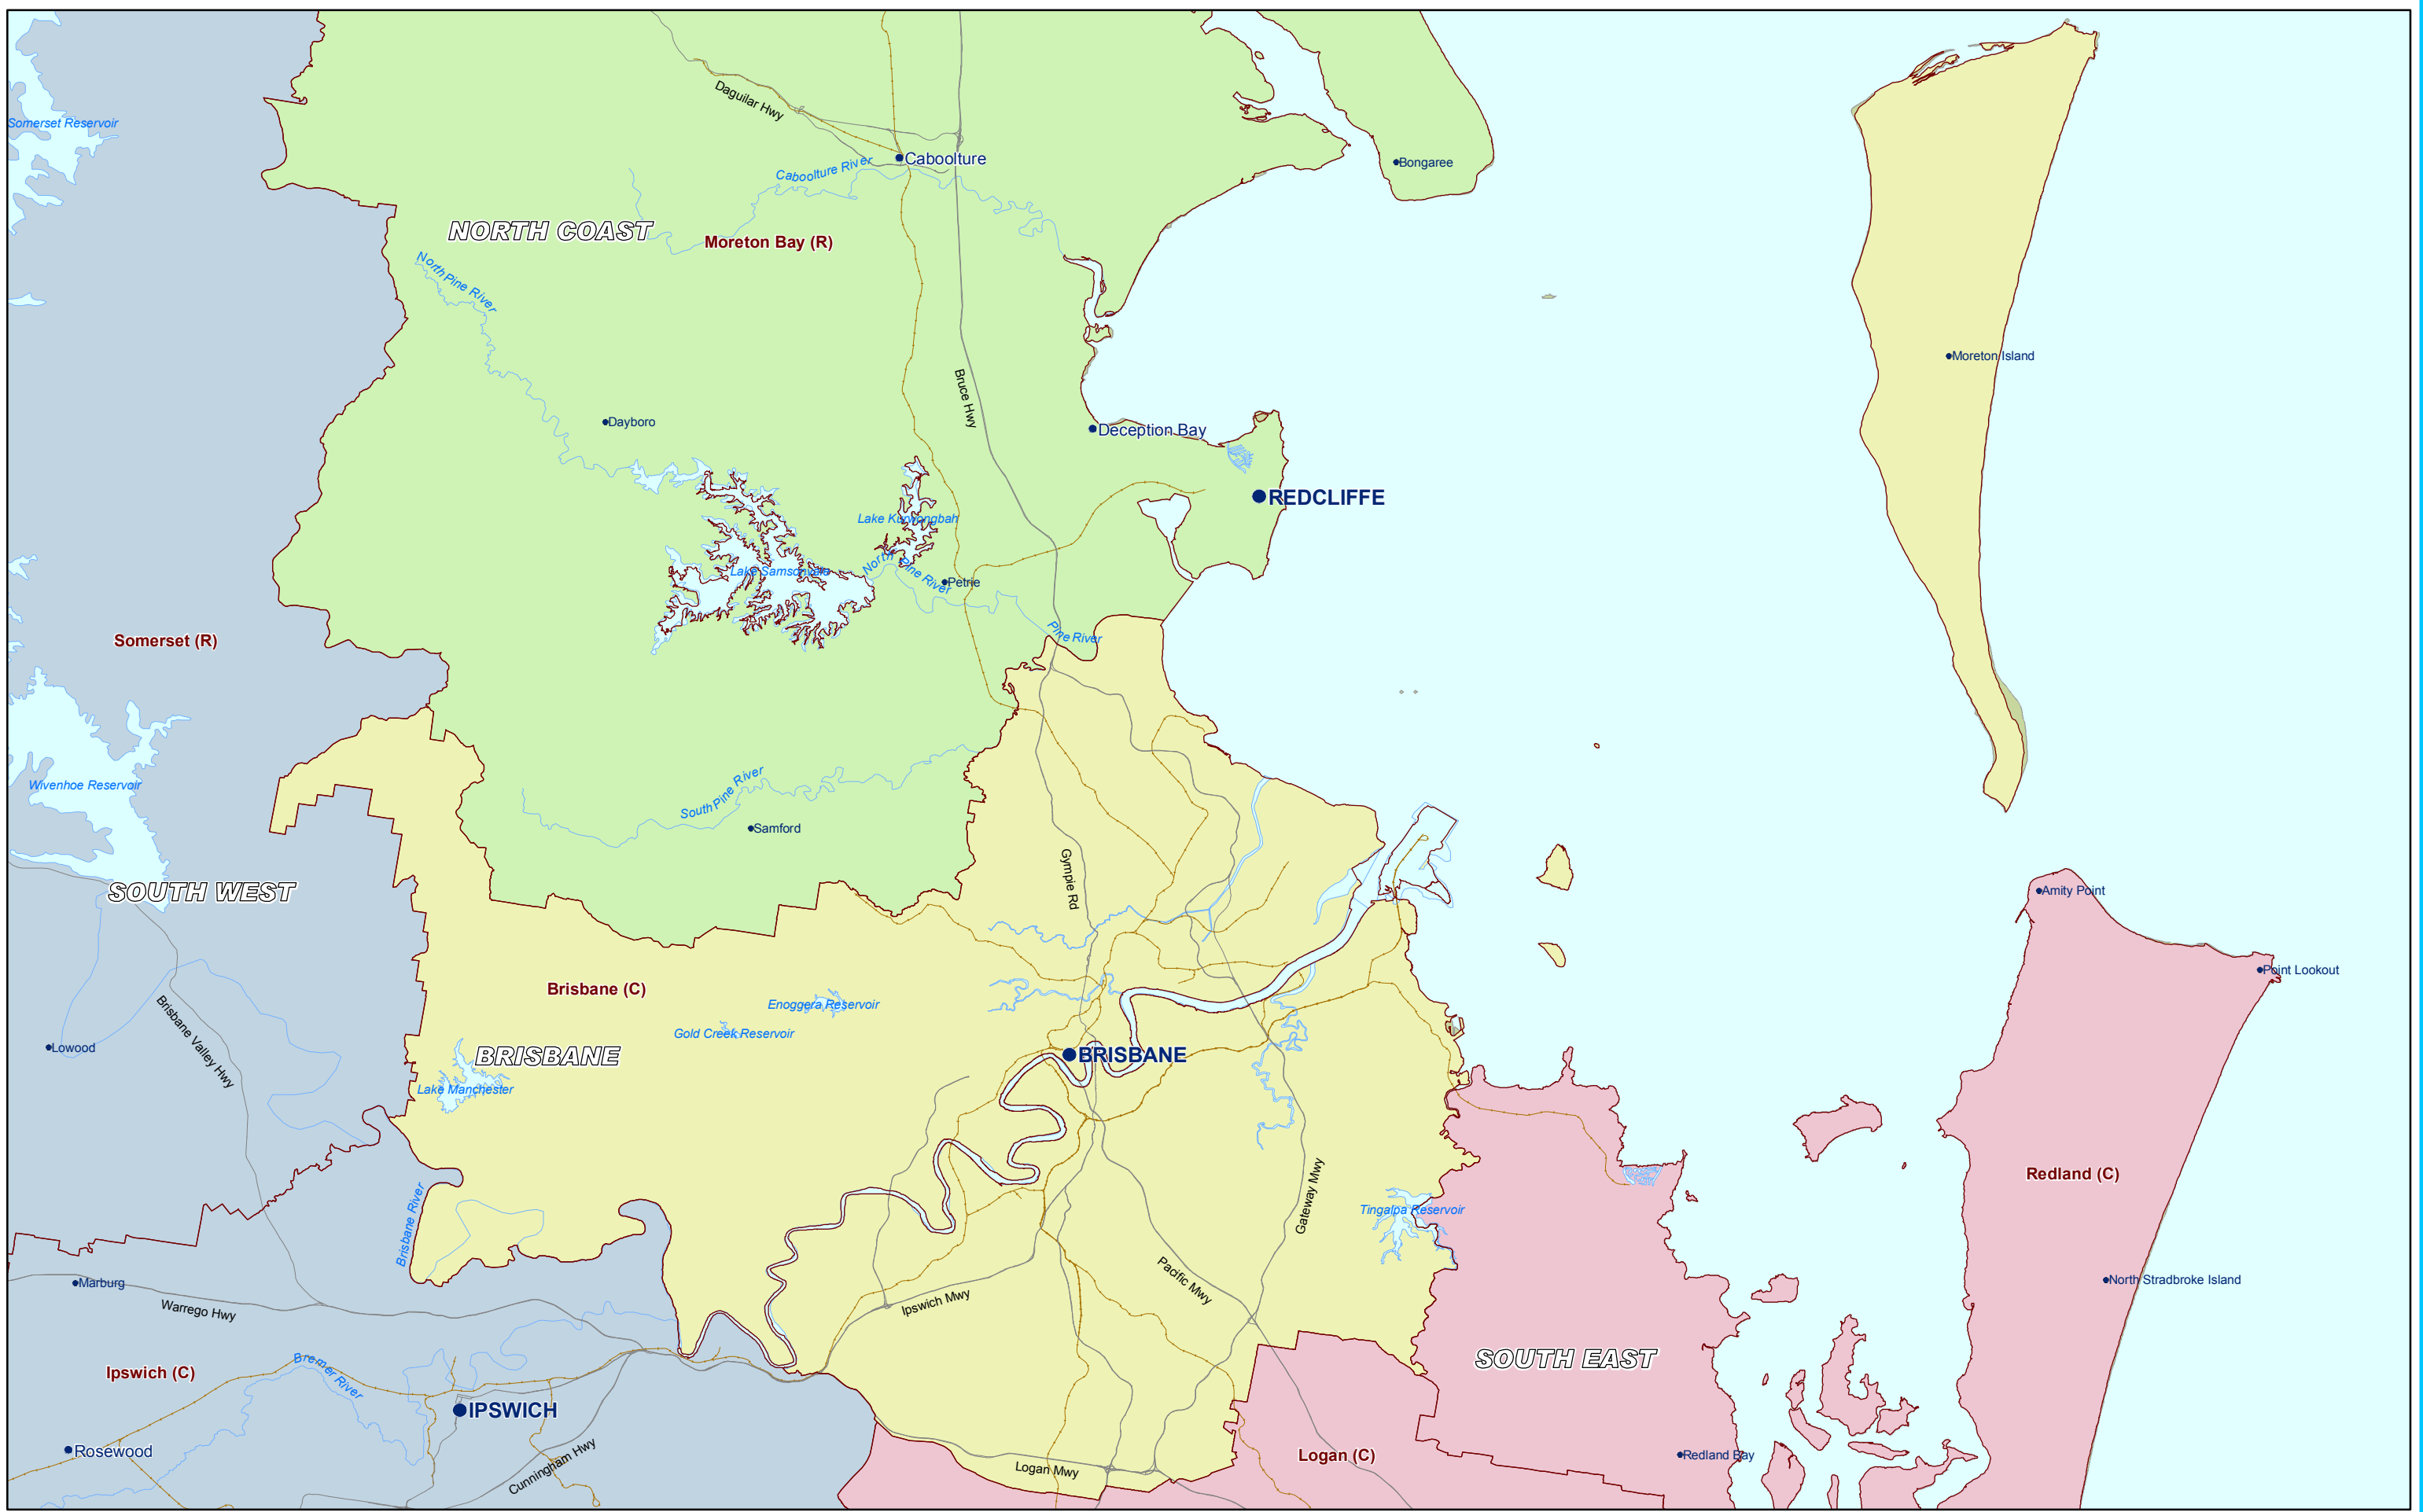 Daguilar Hwy
Somerset Reservoir
Caboolture
Bongaree
Caboolture River
NORTH COAST
Moreton Bay (R)
North Pine River
Moreton Island
Bruce Hwy
Dayboro
Deception Bay
REDCLIFFE
Lake Kurwongbah
Lake Samsonvale
North Pine River
Petrie
Pine River
Somerset (R)
Wivenhoe Reservoir
South Pine River
Samford
Gympie Rd
SOUTH WEST
Amity Point
Point Lookout
Brisbane (C)
Enoggera Reservoir
Gold Creek Reservoir
Brisbane Valley Hwy
Lowood
BRISBANE
BRISBANE
Lake Manchester
Redland (C)
Brisbane River
Gateway Mwy
Tingalpa Reservoir
Marburg
North Stradbroke Island
Pacific Mwy
Warrego Hwy
Ipswich Mwy
SOUTH EAST
Ipswich (C)
Bremer River
IPSWICH
Rosewood
Cunningham Hwy
Logan Mwy
Logan (C)
Redland Bay